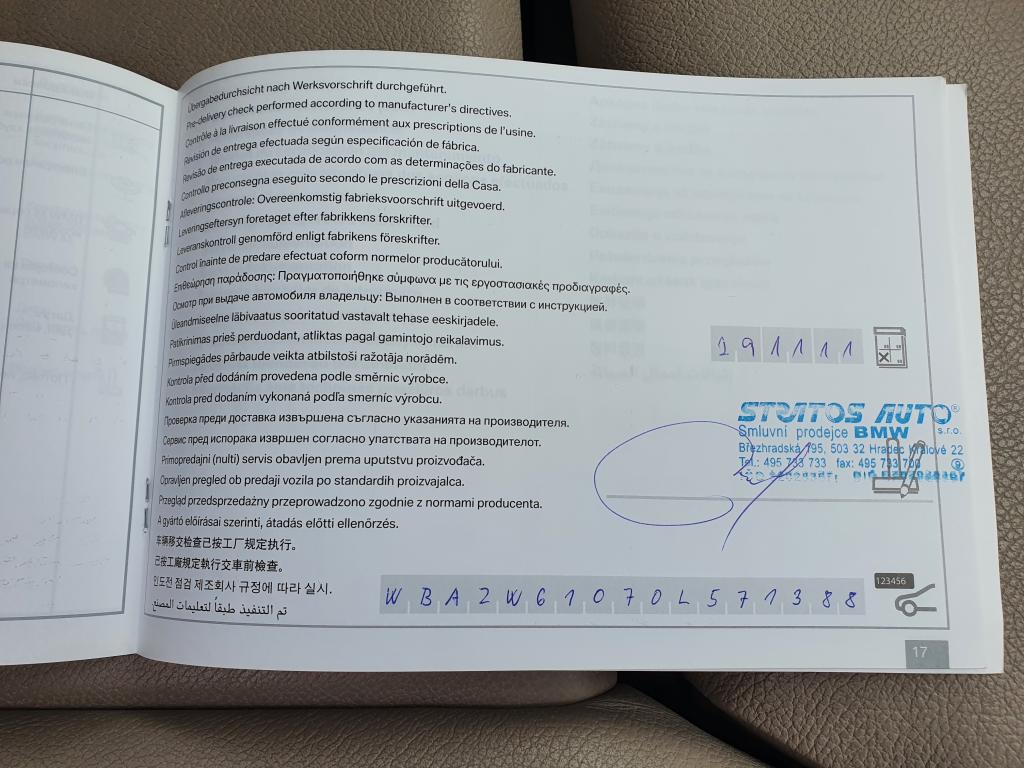 Übergabedurchsicht nach Werksvorschrift durchgeführt.
Pre-delivery check performed according to manufacturer's directives.
Contrôle à la livraison effectué conformément aux prescriptions de l'usine.
Revisión de entrega efectuada según especificación de fábrica.
Revisão de entrega executada de acordo com as determinações do fabricante.
Controllo preconsegna eseguito secondo le prescrizioni della Casa.
Afleveringscontrole: Overeenkomstig fabrieksvoorschrift uitgevoerd.
Leveringseftersyn foretaget efter fabrikkens forskrifter.
Leveranskontroll genomförd enligt fabrikens föreskrifter.
Control înainte de predare efectuat coform normelor producătorului.
Επιθεώρηση παράδοσης: Πραγματοποιήθηκε σύμφωνα με τις εργοστασιακές προδιαγραφές.
Осмотр при выдаче автомобиля владельцу: Выполнен в соответствии с инструкцией.
Üleandmiseelne läbivaatus sooritatud vastavalt tehase eeskirjadele.
Patikrinimas prieš perduodant, atliktas pagal gamintojo reikalavimus.
Pirmspiegādes pārbaude veikta atbilstoši ražotāja norādēm.
Kontrola před dodáním provedena podle směrnic výrobce.
Kontrola pred dodaním vykonaná podľa smerníc výrobcu.
Проверка преди доставка извършена съгласно указанията на производителя.
Сервис пред испорака извршен согласно упатствата на производителот.
Primopredajni (nulti) servis obavljen prema uputstvu proizvođača.
Opravljen pregled ob predaji vozila po standardih proizvajalca.
Przegląd przedsprzedażny przeprowadzono zgodnie z normami producenta.
A gyártó előírásai szerinti, átadás előtti ellenőrzés.
车辆移交检查已按工厂规定执行。
已按工廠規定執行交車前檢查。
인도전 점검 제조회사 규정에 따라 실시.
تم التنفيذ طبقاً لتعليمات المصنع
191111
STRATOS AUTO®
s.r.o.
Smluvní prodejce BMW
Březhradská 195, 503 32 Hradec Králové 22
Tel.: 495 733 733 fax: 495 733 700
123456
WBA2W61070L571388
17